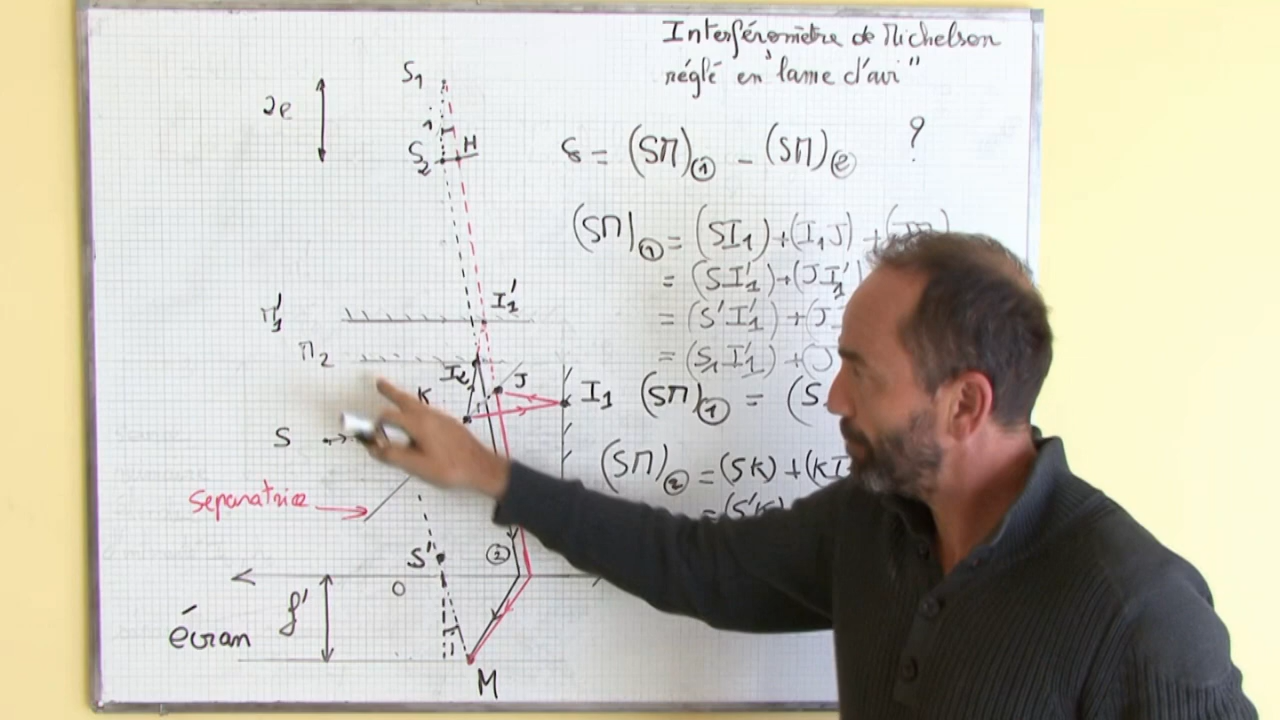 Interféromètre de Michelson
réglé en "lame d'air"
S1
2e
i
S2 H
δ = (SM)① - (SM)② ?
(SM)① = (SI1) + (I1J) + (JM)
= (SI'1) + (JI'1)
= (S'I'1) + (J
= (S1I'1) + (J
(SM)① = (S
(SM)② = (SK) + (KI
= (S'K)
I'1
M'1
M2
I2
J
K
I1
S
séparatrice
S'
②
O
f'
écran
i
M